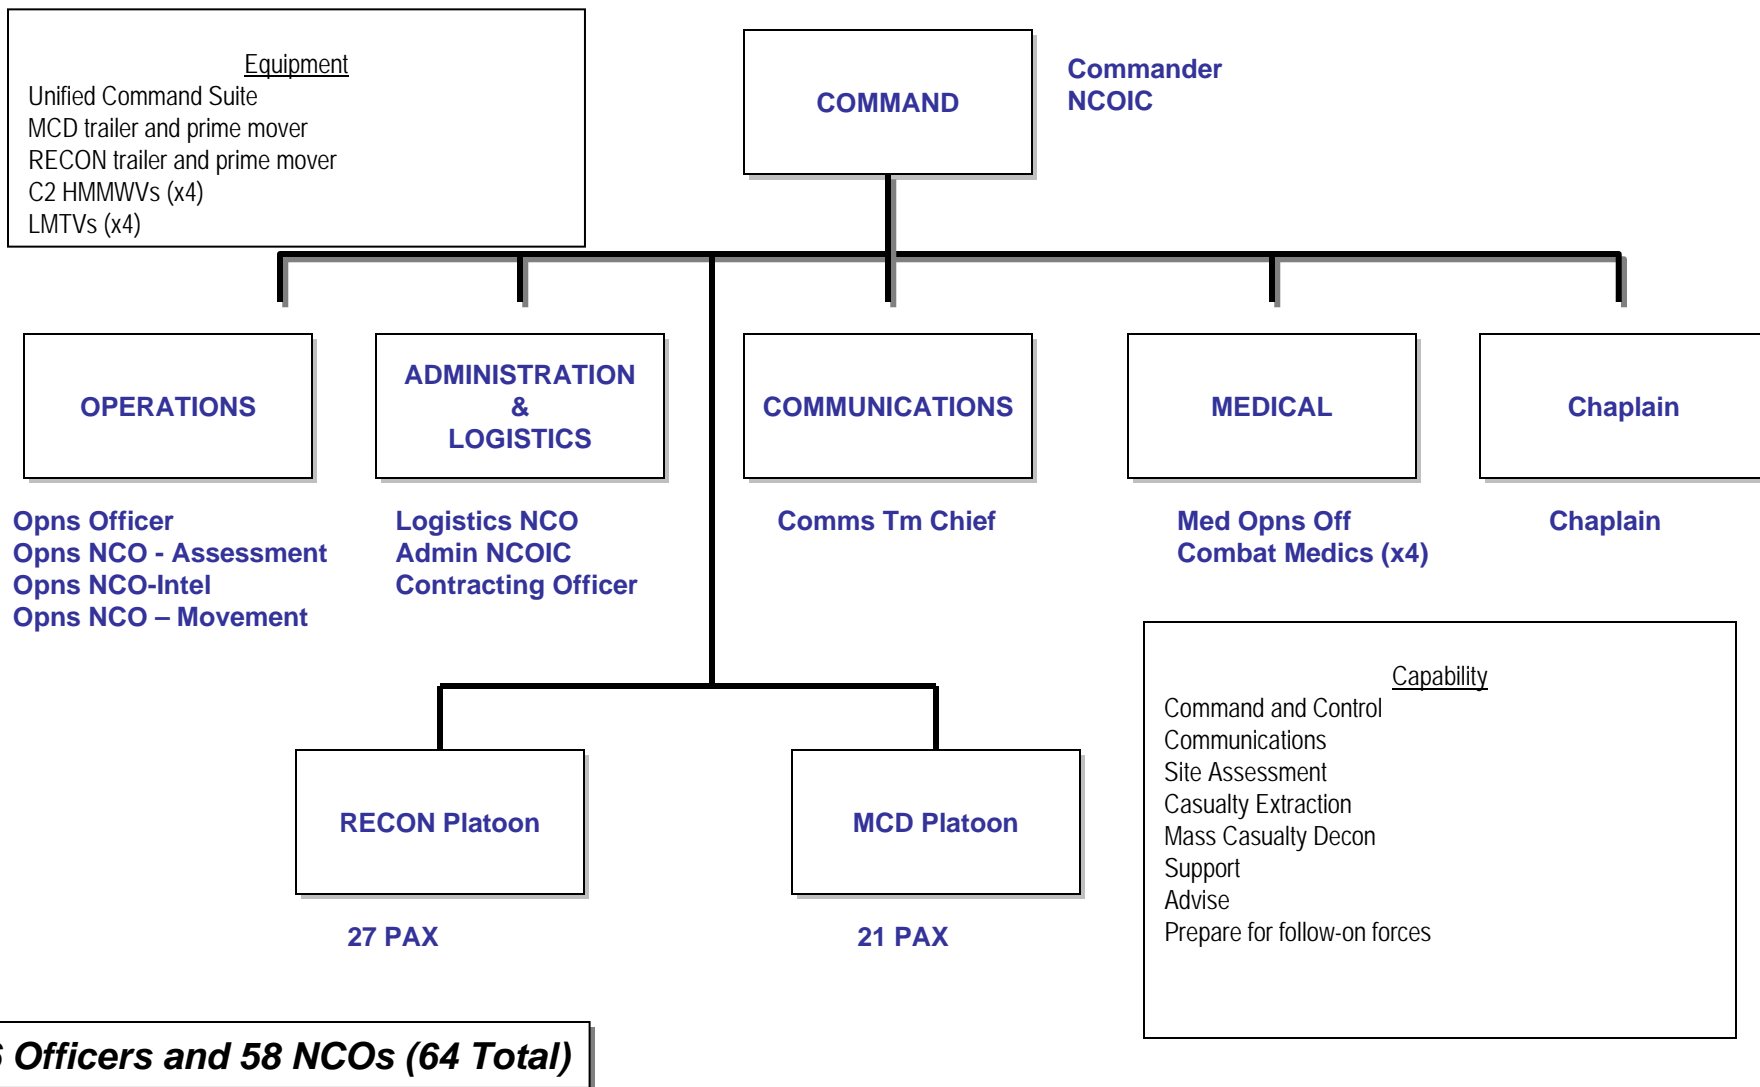 Equipment
Unified Command Suite
MCD trailer and prime mover
RECON trailer and prime mover
C2 HMMWVs (x4)
LMTVs (x4)
COMMAND
Commander
NCOIC
OPERATIONS
ADMINISTRATION
&
LOGISTICS
COMMUNICATIONS
MEDICAL
Chaplain
Opns Officer
Opns NCO - Assessment
Opns NCO-Intel
Opns NCO – Movement
Logistics NCO
Admin NCOIC
Contracting Officer
Comms Tm Chief
Med Opns Off
Combat Medics (x4)
Chaplain
RECON Platoon
MCD Platoon
27 PAX
21 PAX
Capability
Command and Control
Communications
Site Assessment
Casualty Extraction
Mass Casualty Decon
Support
Advise
Prepare for follow-on forces
6 Officers and 58 NCOs (64 Total)